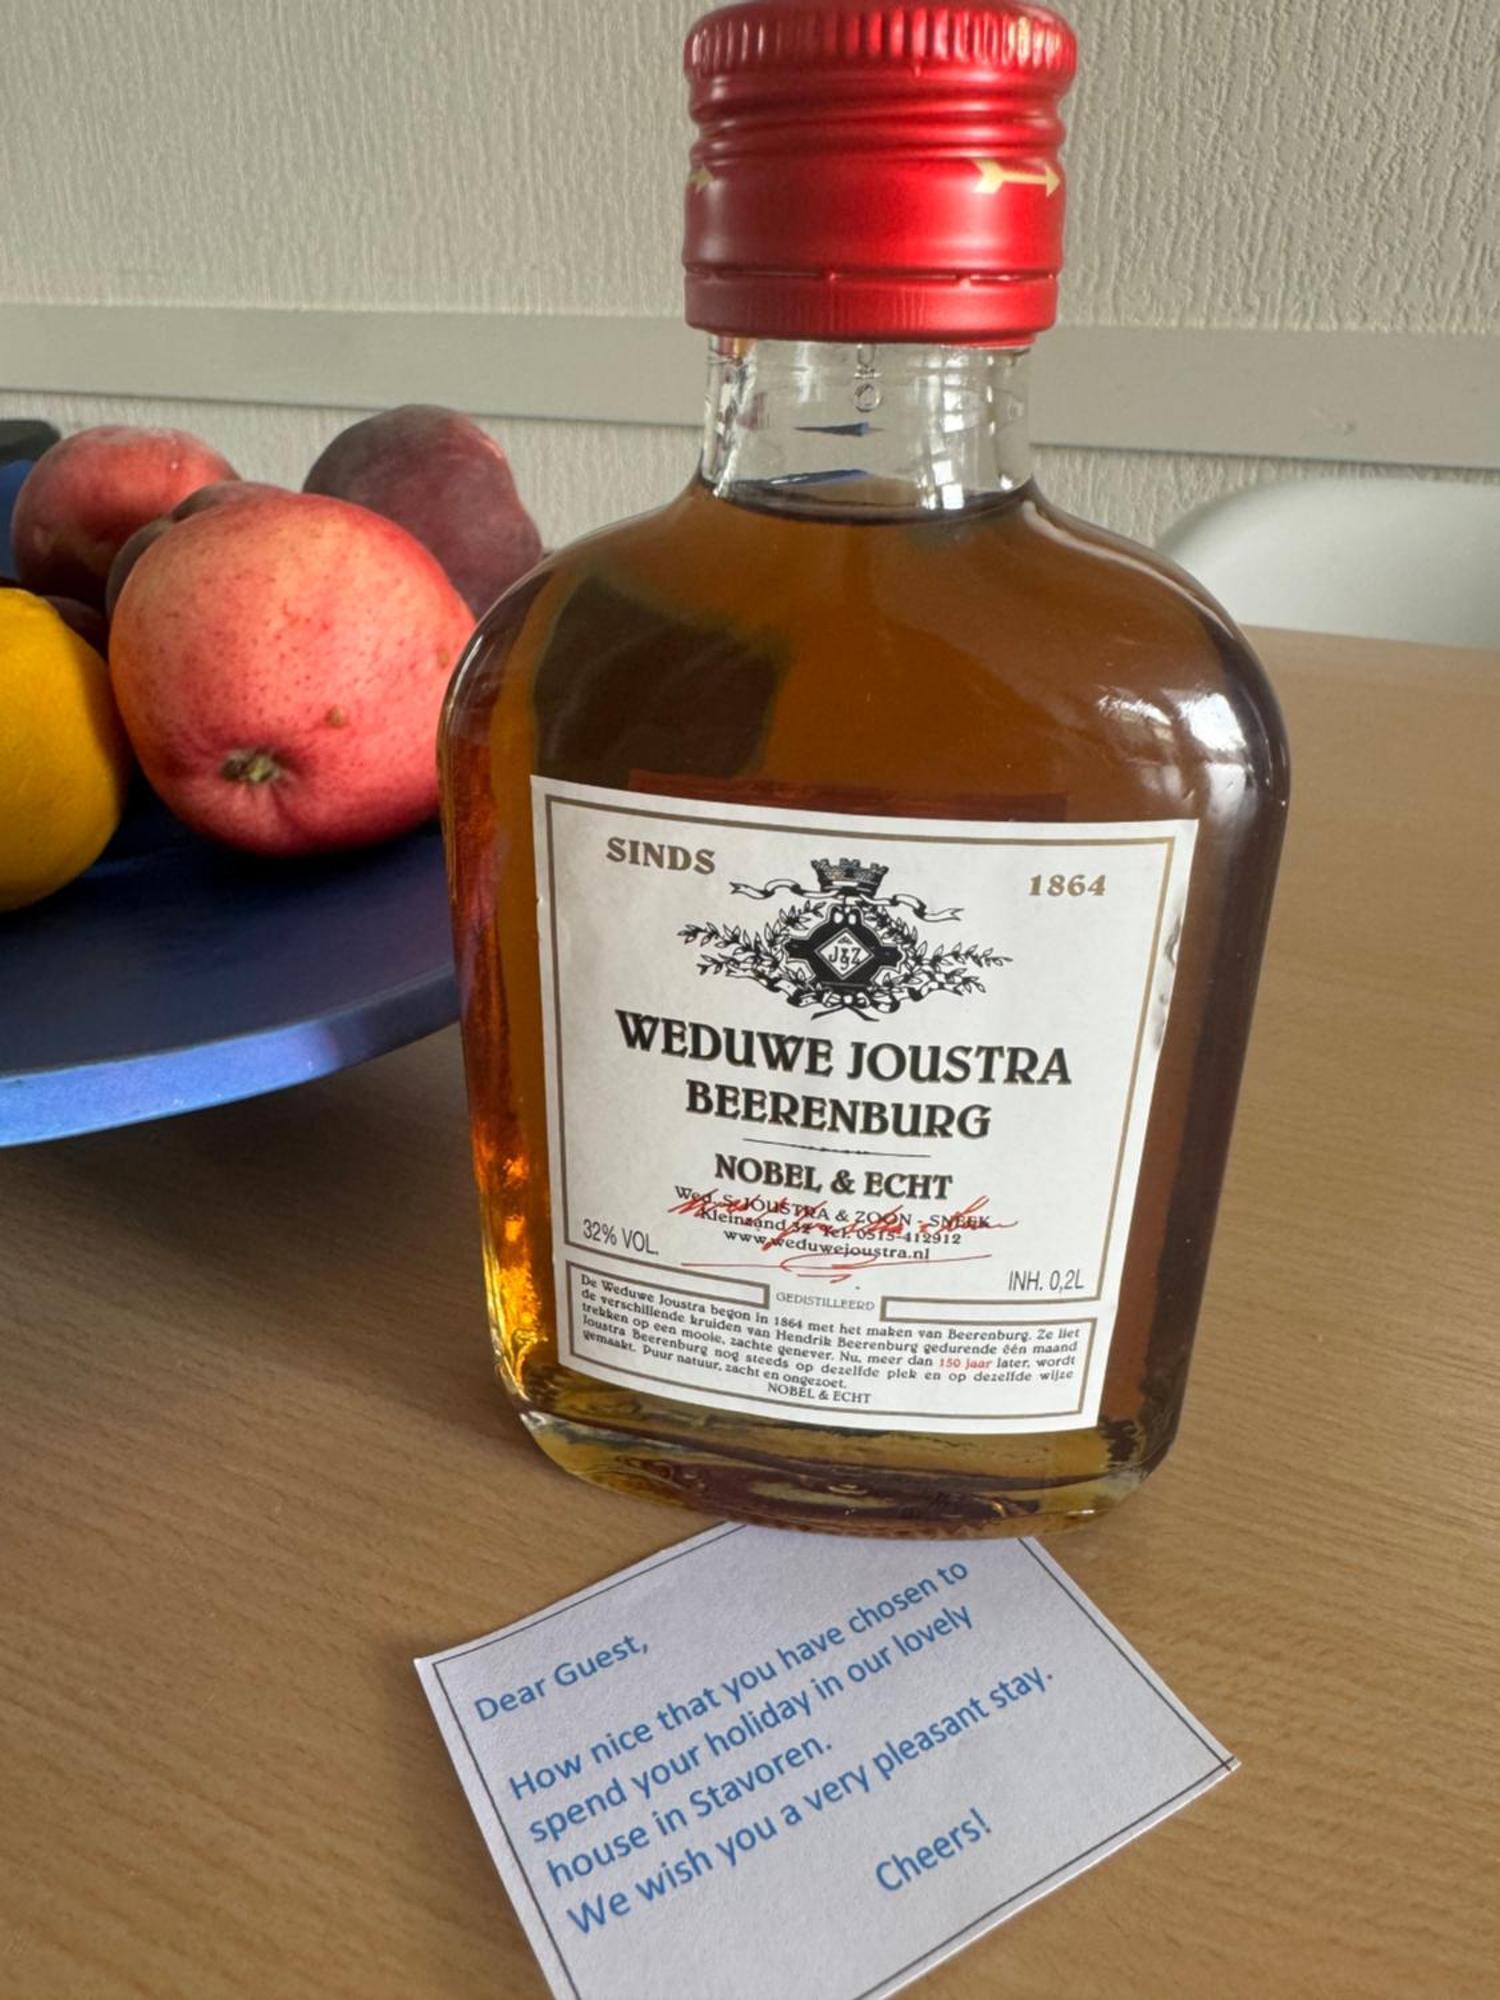 SINDS 1864
J&Z
S
WEDUWE JOUSTRA
BEERENBURG
NOBEL & ECHT
Wed. S. JOUSTRA & ZOON - SNEEK
Kleinzand 32 Tel. 0515-412912
www.weduwejoustra.nl
32% VOL.
INH. 0,2L
GEDISTILLEERD
De Weduwe Joustra begon in 1864 met het maken van Beerenburg. Ze liet
de verschillende kruiden van Hendrik Beerenburg gedurende één maand
trekken op een mooie, zachte genever. Nu, meer dan 150 jaar later, wordt
Joustra Beerenburg nog steeds op dezelfde plek en op dezelfde wijze
gemaakt. Puur natuur, zacht en ongezoet.
NOBEL & ECHT
Dear Guest,
How nice that you have chosen to
spend your holiday in our lovely
house in Stavoren.
We wish you a very pleasant stay.
Cheers!